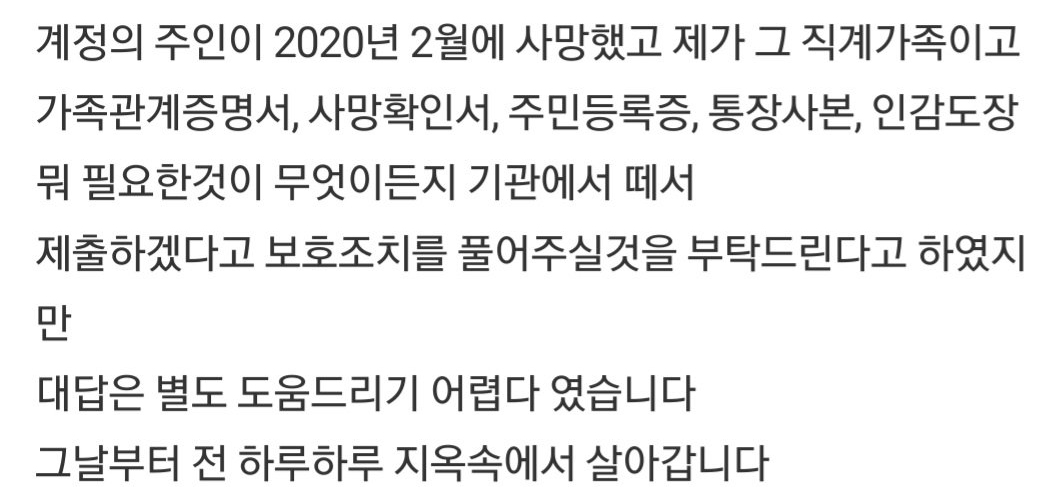 계정의 주인이 2020년 2월에 사망했고 제가 그 직계가족이고
가족관계증명서, 사망확인서, 주민등록증, 통장사본, 인감도장
뭐 필요한것이 무엇이든지 기관에서 떼서
제출하겠다고 보호조치를 풀어주실것을 부탁드린다고 하였지
만
대답은 별도 도움드리기 어렵다 였습니다
그날부터 전 하루하루 지옥속에서 살아갑니다